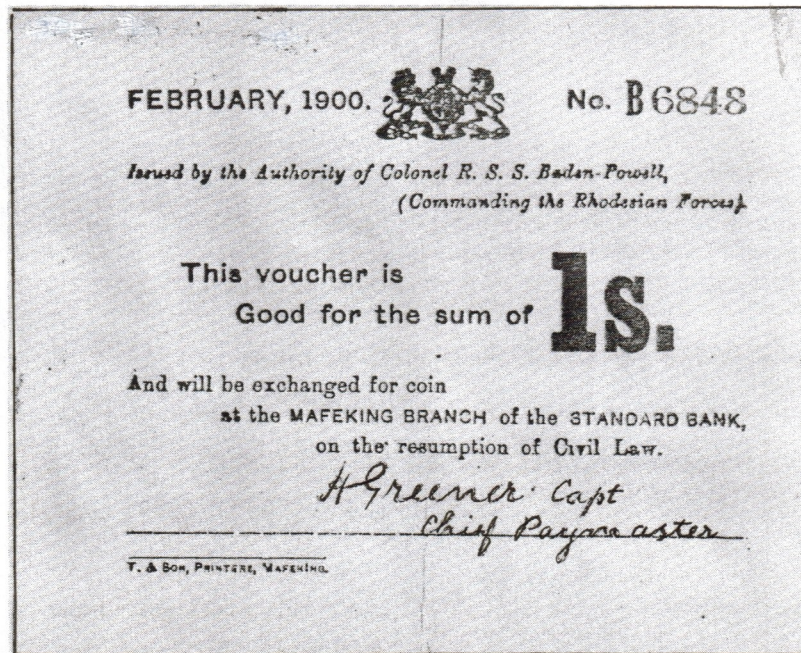 FEBRUARY, 1900. No. B 6848
Issued by the Authority of Colonel R. S. S. Baden-Powell,
(Commanding the Rhodesian Forces).
This voucher is
Good for the sum of 1s.
And will be exchanged for coin
at the MAFEKING BRANCH of the STANDARD BANK,
on the resumption of Civil Law.
H Greener Capt
Chief Paymaster
T. & SON, PRINTERS, MAFEKING.